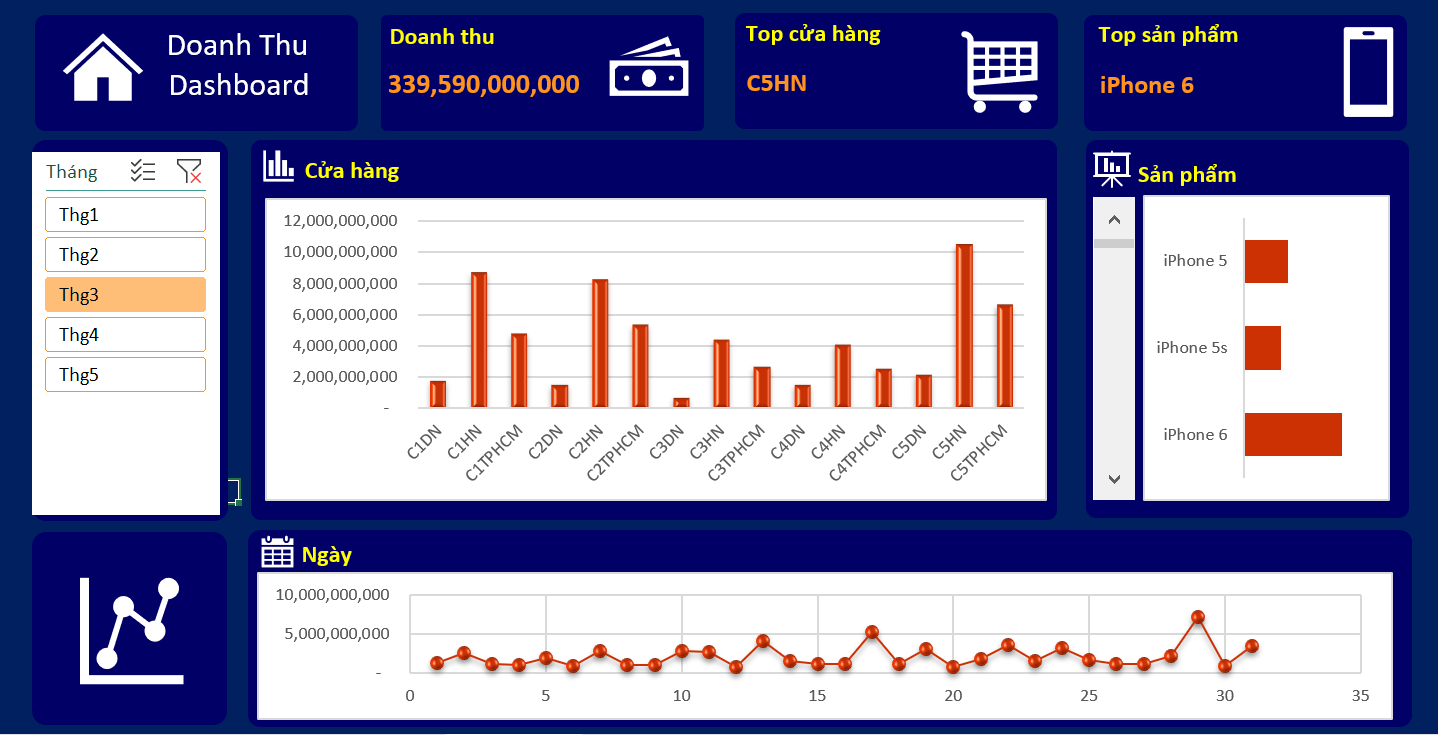 Doanh Thu
Dashboard
Doanh thu
339,590,000,000
Top cửa hàng
C5HN
Top sản phẩm
iPhone 6
Tháng
Thg1
Thg2
Thg3
Thg4
Thg5
Cửa hàng
12,000,000,000
10,000,000,000
8,000,000,000
6,000,000,000
4,000,000,000
2,000,000,000
-
C1DN
C1HN
C1TPHCM
C2DN
C2HN
C2TPHCM
C3DN
C3HN
C3TPHCM
C4DN
C4HN
C4TPHCM
C5DN
C5HN
C5TPHCM
Sản phẩm
iPhone 5
iPhone 5s
iPhone 6
Ngày
10,000,000,000
5,000,000,000
-
0 5 10 15 20 25 30 35